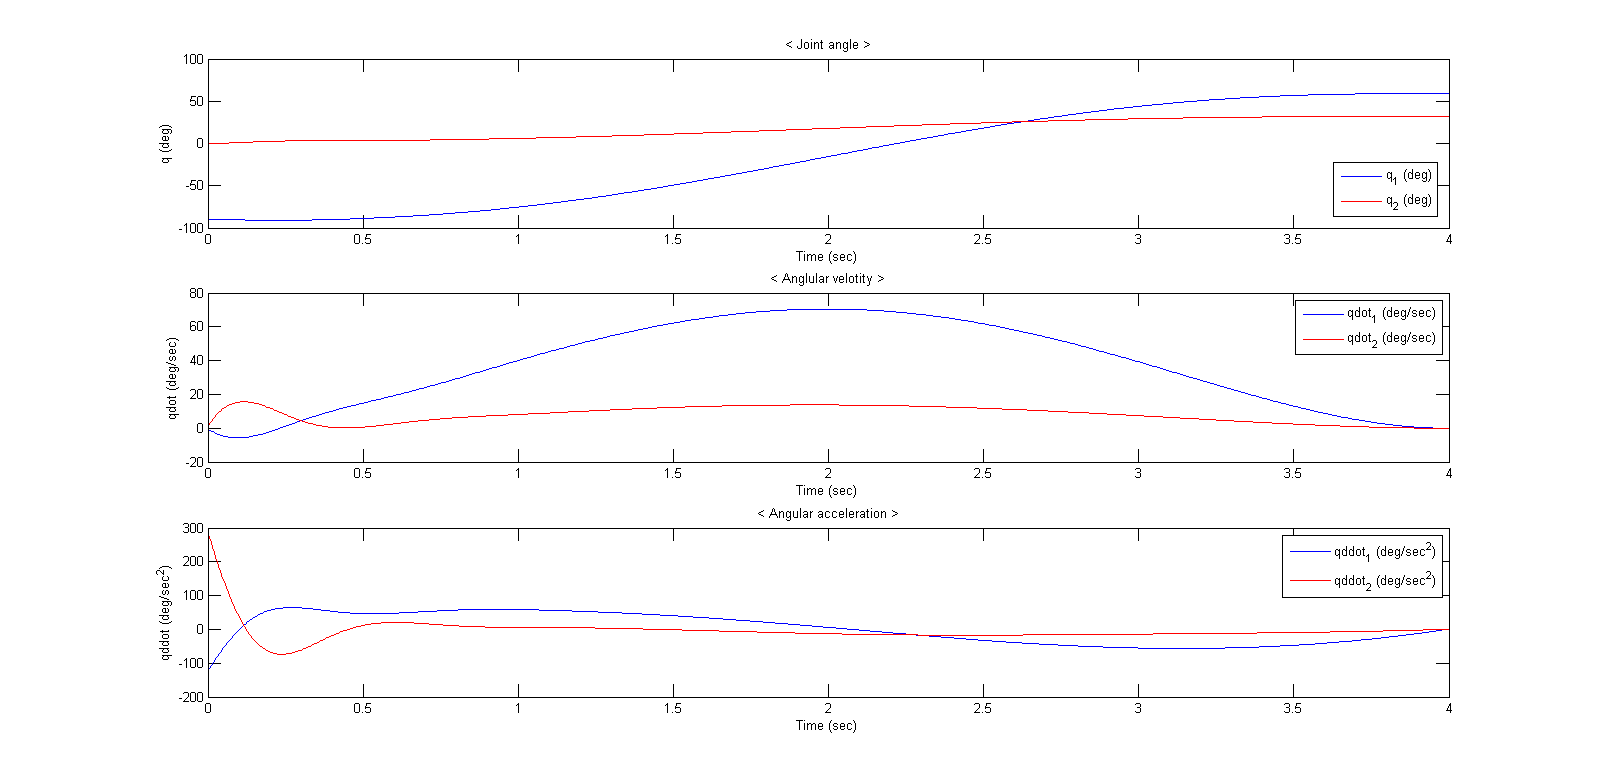 < Joint angle >
100
50
0
-50
-100
q (deg)
q1 (deg)
q2 (deg)
0 0.5 1 1.5 2 2.5 3 3.5 4
Time (sec)
< Anglular velotity >
80
60
40
20
0
-20
qdot (deg/sec)
qdot1 (deg/sec)
qdot2 (deg/sec)
0 0.5 1 1.5 2 2.5 3 3.5 4
Time (sec)
< Angular acceleration >
300
200
100
0
-100
-200
qddot (deg/sec2)
qddot1 (deg/sec2)
qddot2 (deg/sec2)
0 0.5 1 1.5 2 2.5 3 3.5 4
Time (sec)